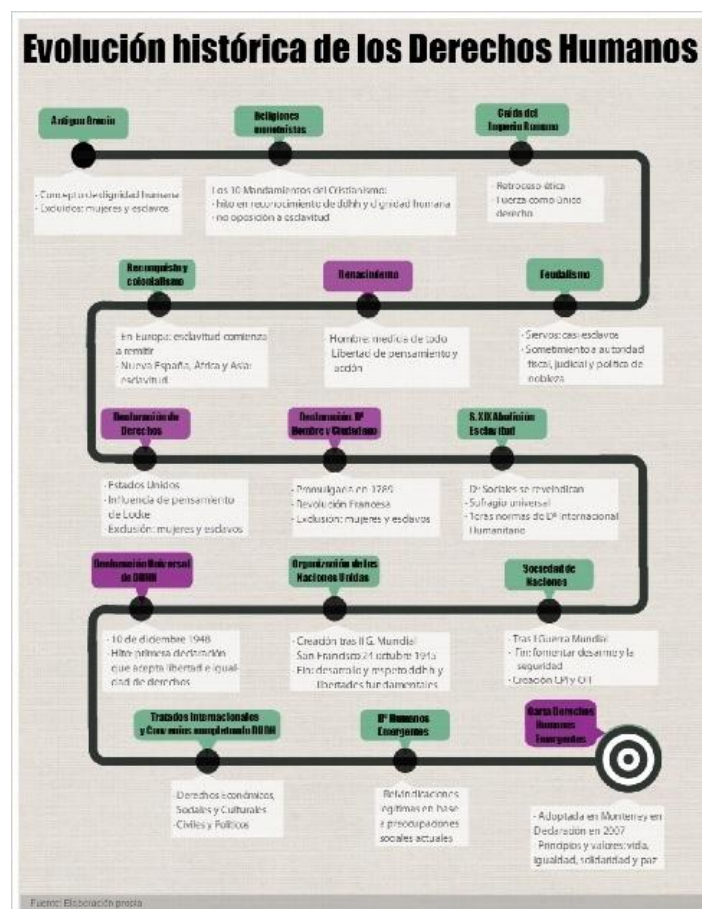 Evolución histórica de los Derechos Humanos
Antigua Grecia
Religiones
monoteístas
Caída del
Imperio Romano
- Concepto de dignidad humana
- Excluidos: mujeres y esclavos
Los 10 Mandamientos del Cristianismo:
- hito en reconocimiento de ddhh y dignidad humana
- no oposición a esclavitud
- Retroceso ética
- Fuerza como único
derecho
Reconquista y
colonialismo
Renacimiento
Feudalismo
- En Europa: esclavitud comienza
a remitir
- Nueva España, África y Asia:
esclavitud
- Hombre: medida de todo
Libertad de pensamiento y
acción
- Siervos: casi esclavos
- Sometimiento a autoridad
fiscal, judicial y política de
nobleza
Declaración de
Derechos
Declaración Dº
Hombre y Ciudadano
S. XIX Abolición
Esclavitud
- Estados Unidos
- Influencia de pensamiento
de Locke
Exclusión: mujeres y esclavos
- Promulgada en 1789
- Revolución Francesa
- Exclusión: mujeres y esclavos
Dº Sociales se reveindican
- Sufragio universal
- 1eras normas de Dº Internacional
Humanitario
Declaración Universal
de DDHH
Organización de las
Naciones Unidas
Sociedad de
Naciones
- 10 de diciembre 1948
- Hito: primera declaración
que acepta libertad e igual-
dad de derechos
- Creación tras II G. Mundial
San Francisco 24 octubre 1945
- Fin: desarrollo y respeto ddhh y
libertades fundamentales
- Tras I Guerra Mundial
- Fin: fomentar desarme y la
seguridad
- Creación CPI y OIT
Tratados Internacionales
y Convenios completando DUDH
Dº Humanos
Emergentes
Carta Derechos
Humanos
Emergentes
- Derechos Económicos,
Sociales y Culturales
- Civiles y Políticos
Reivindicaciones
legítimas en base
a preocupaciones
sociales actuales
- Adoptada en Monterrey en
Declaración en 2007
- Principios y valores: vida,
igualdad, solidaridad y paz
Fuente: Elaboración propia